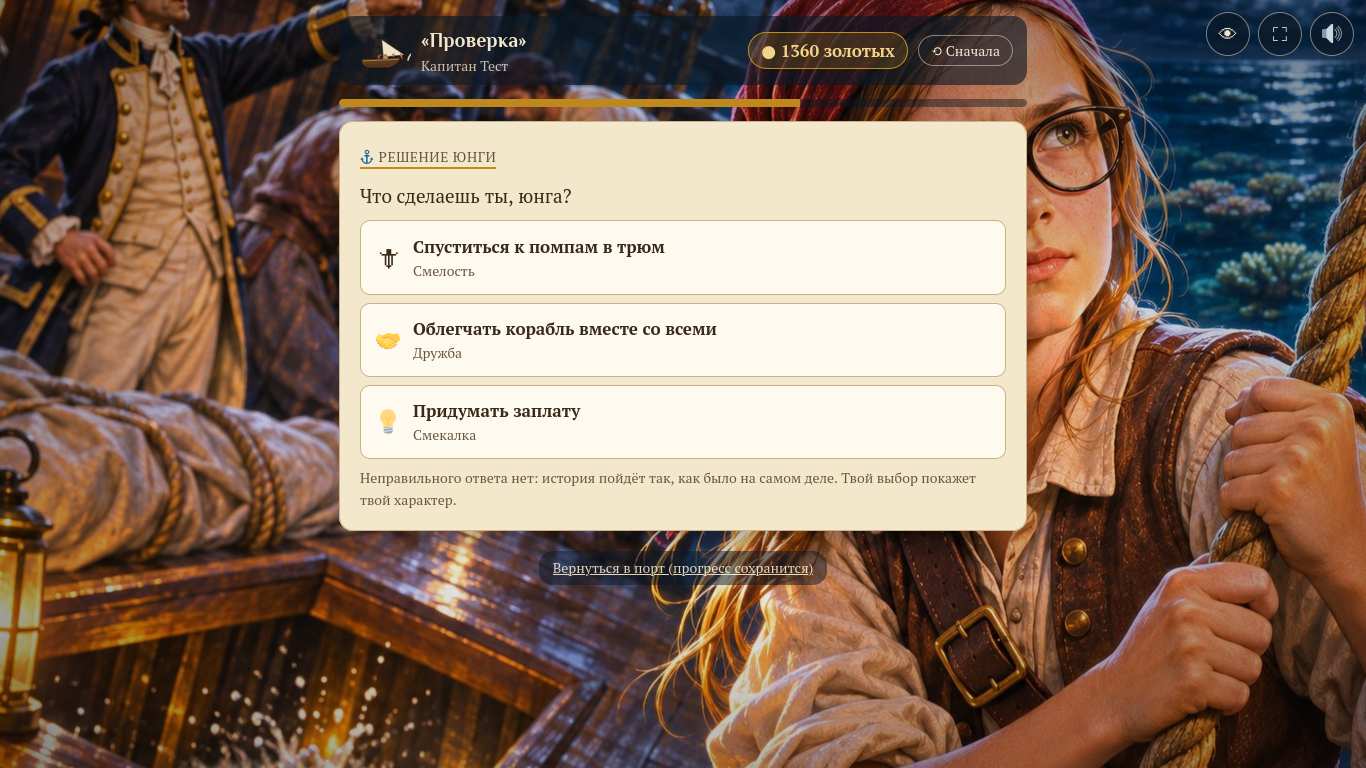 «Проверка»
Капитан Тест
1360 золотых
⟲ Сначала
⚓ РЕШЕНИЕ ЮНГИ
Что сделаешь ты, юнга?
Спуститься к помпам в трюм
Смелость
Облегчать корабль вместе со всеми
Дружба
Придумать заплату
Смекалка
Неправильного ответа нет: история пойдёт так, как было на самом деле. Твой выбор покажет
твой характер.
Вернуться в порт (прогресс сохранится)